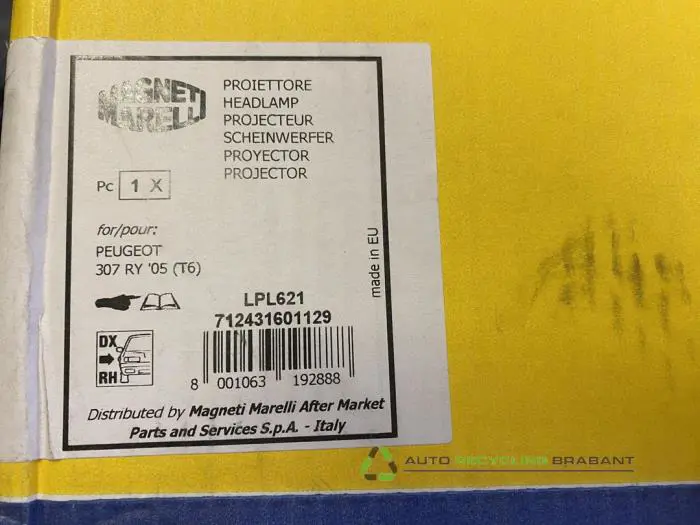 MAGNETI
MARELLI
PROIETTORE
HEADLAMP
PROJECTEUR
SCHEINWERFER
PROYECTOR
PROJECTOR
Pc 1 X
for/pour:
PEUGEOT
307 RY '05 (T6)
made in EU
LPL621
712431601129
DX
RH
8 001063 192888
Distributed by Magneti Marelli After Market
Parts and Services S.p.A. - Italy
AUTO RECYCLING BRABANT